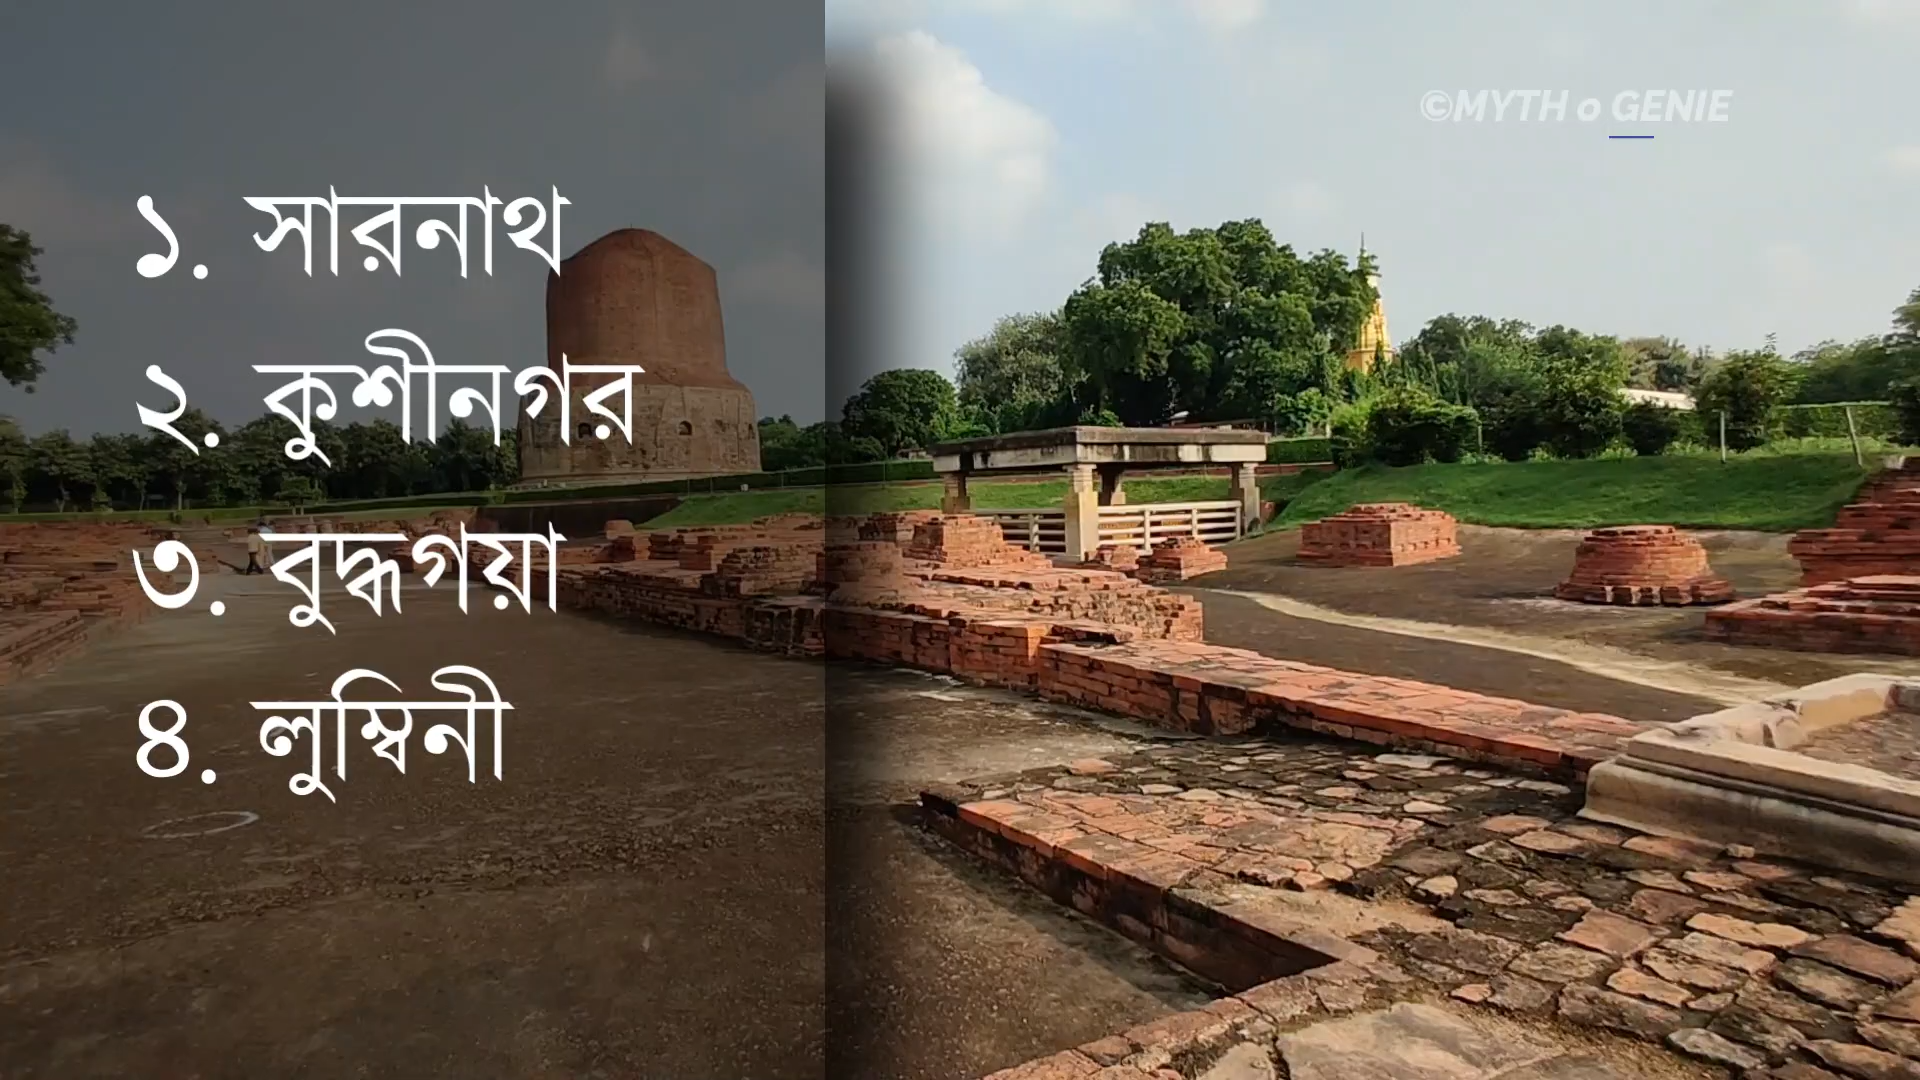 ©MYTH o GENIE
১. সারনাথ
২. কুশীনগর
৩. বুদ্ধগয়া
৪. লুম্বিনী